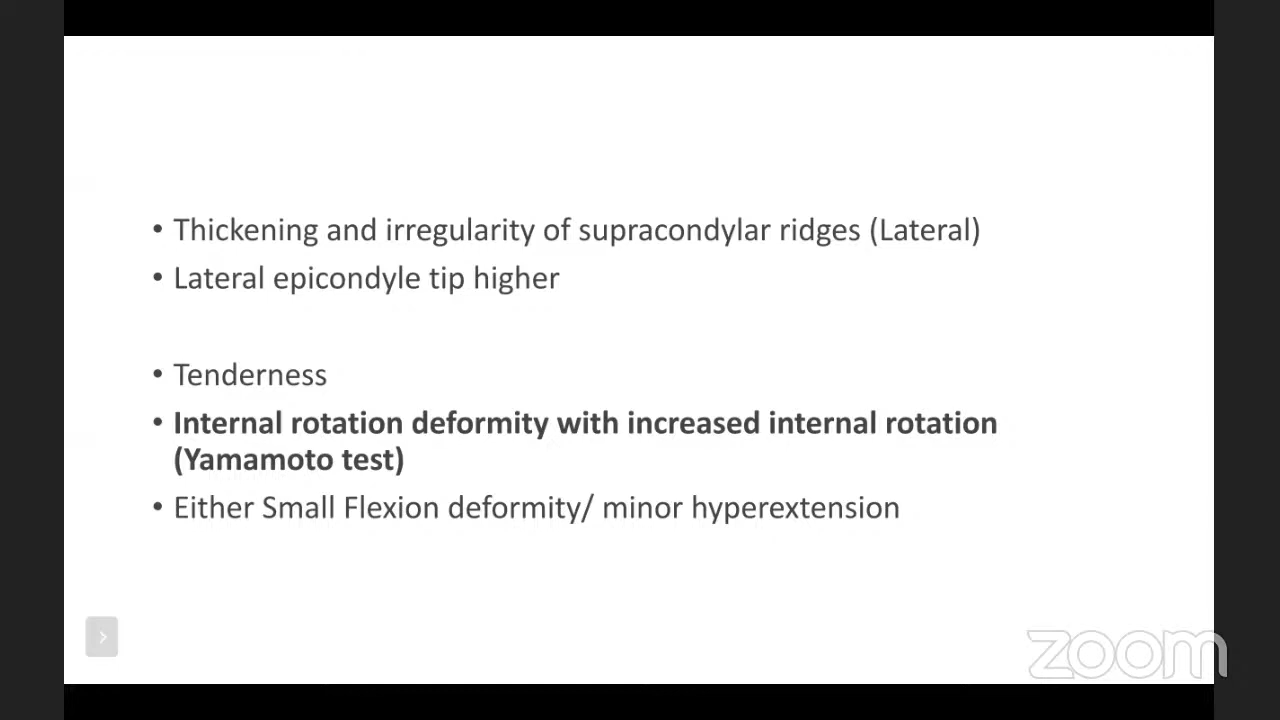 • Thickening and irregularity of supracondylar ridges (Lateral)
• Lateral epicondyle tip higher
• Tenderness
• Internal rotation deformity with increased internal rotation
(Yamamoto test)
• Either Small Flexion deformity/ minor hyperextension
zoom